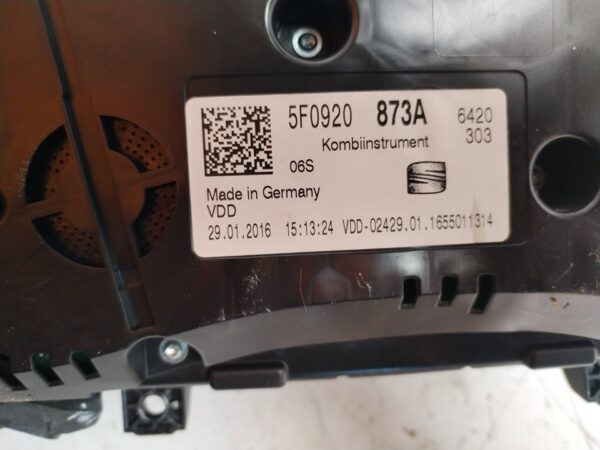 5F0920 873A 6420
Kombiinstrument 303
06S
Made in Germany
VDD
29.01.2016 15:13:24 VDD-02429.01.1655011314